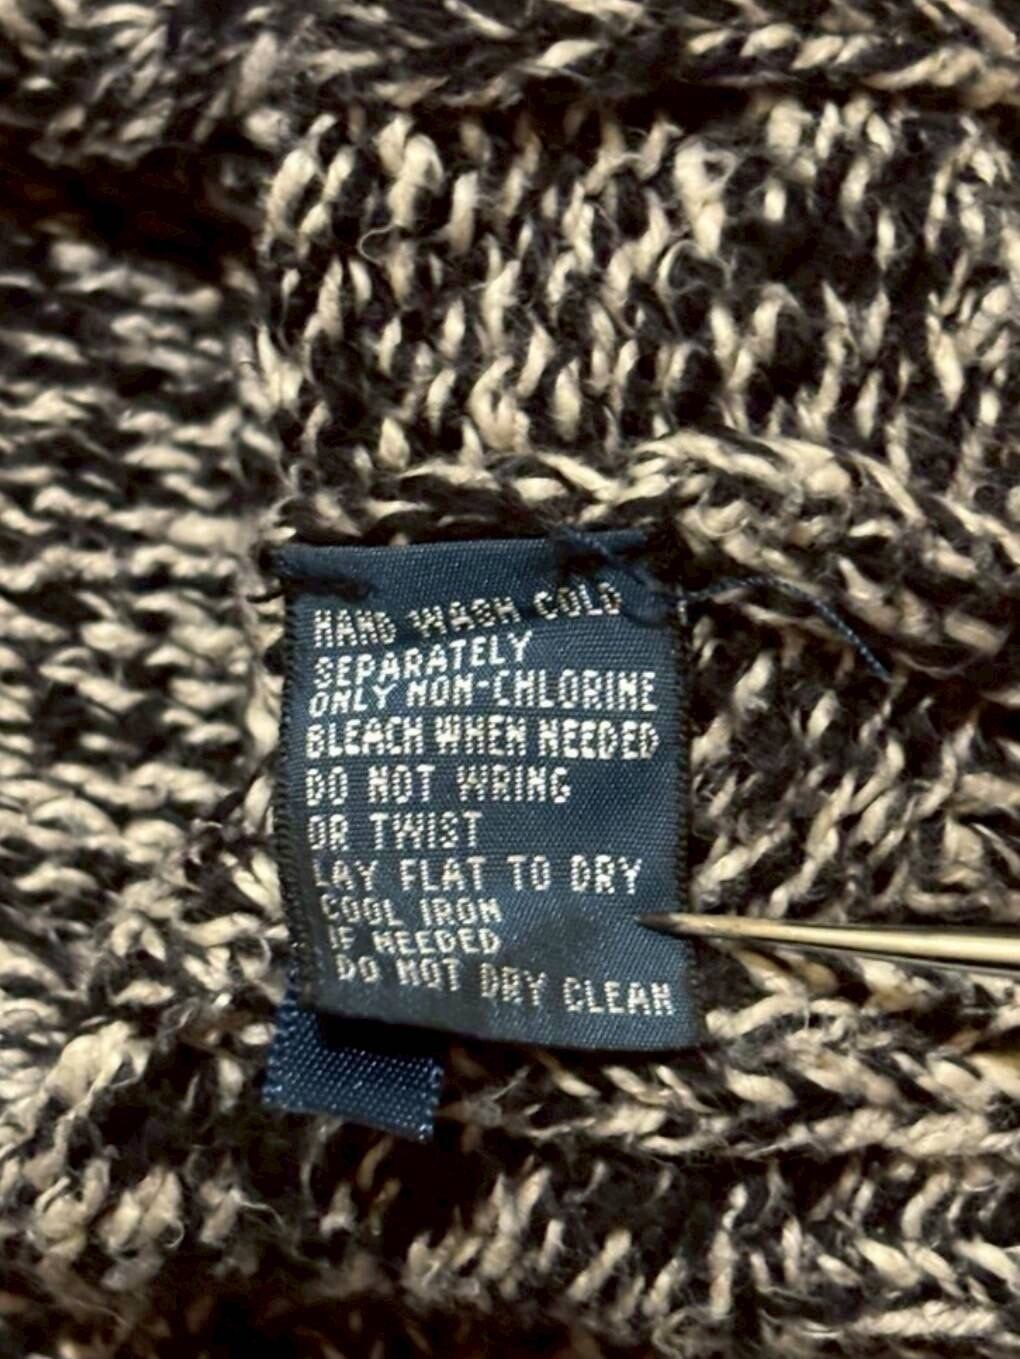 HAND WASH COLD
SEPARATELY
ONLY NON-CHLORINE
BLEACH WHEN NEEDED
DO NOT WRING
OR TWIST
LAY FLAT TO DRY
COOL IRON
IF NEEDED
DO NOT DRY CLEAN